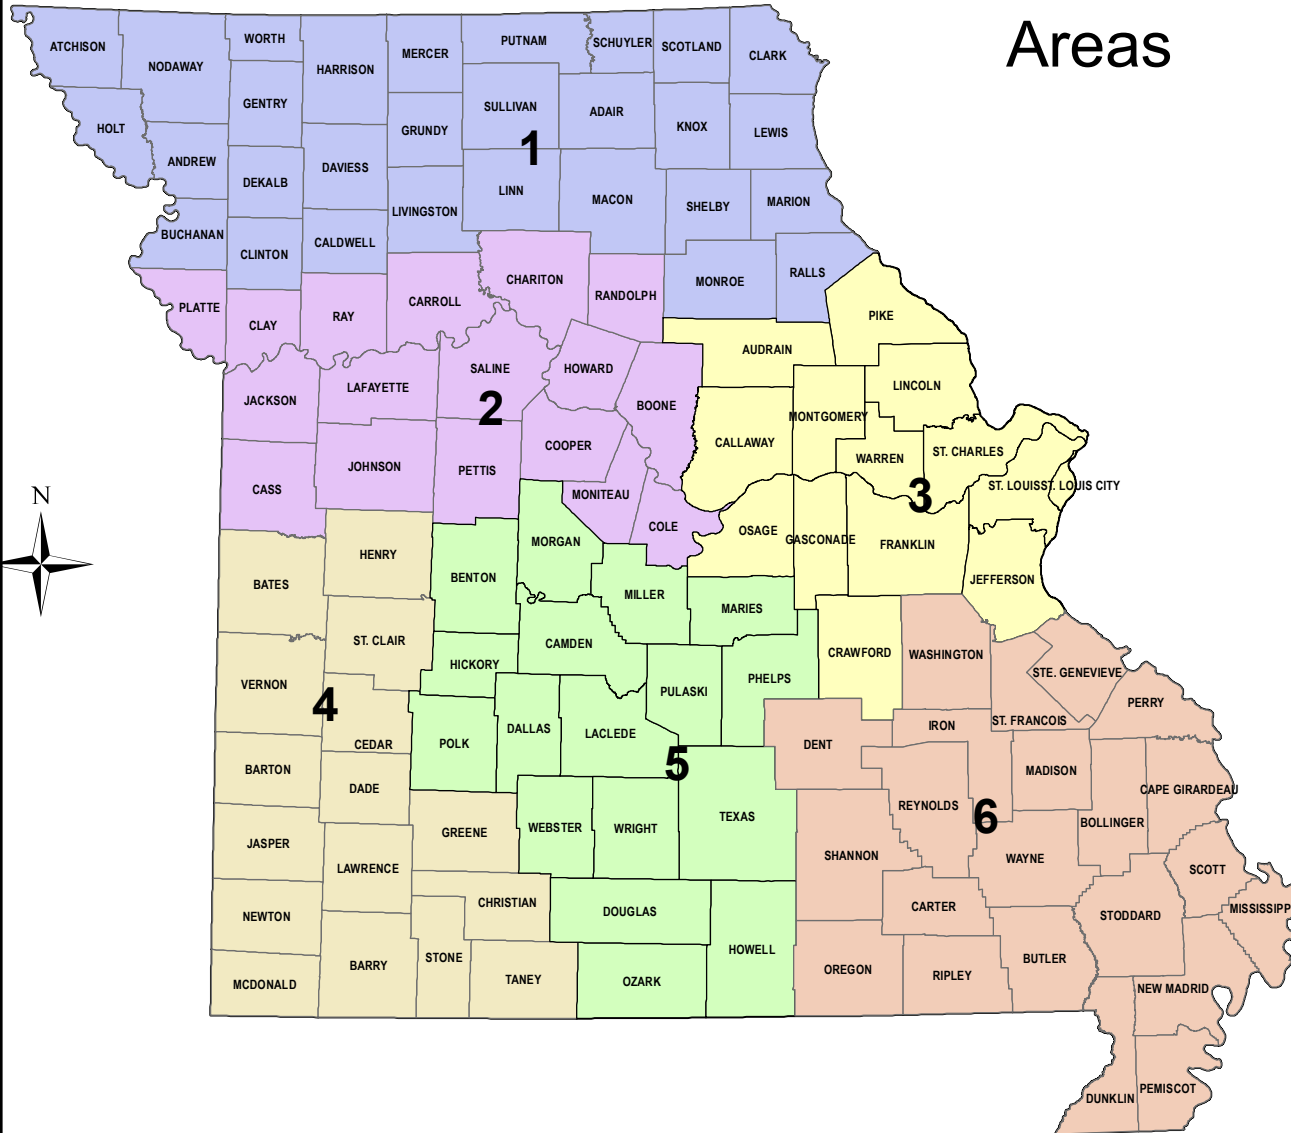 Areas
ATCHISON
NODAWAY
WORTH
HARRISON
MERCER
PUTNAM
SCHUYLER
SCOTLAND
CLARK
HOLT
GENTRY
GRUNDY
SULLIVAN
ADAIR
KNOX
LEWIS
1
ANDREW
DEKALB
DAVIESS
LIVINGSTON
LINN
MACON
SHELBY
MARION
BUCHANAN
CLINTON
CALDWELL
MONROE
RALLS
PLATTE
CLAY
RAY
CARROLL
CHARITON
RANDOLPH
PIKE
AUDRAIN
JACKSON
LAFAYETTE
SALINE
HOWARD
BOONE
LINCOLN
2
MONTGOMERY
CALLAWAY
COOPER
WARREN
ST. CHARLES
CASS
JOHNSON
PETTIS
MONITEAU
ST. LOUIS
ST. LOUIS CITY
3
N
COLE
OSAGE
GASCONADE
FRANKLIN
JEFFERSON
HENRY
MORGAN
BATES
BENTON
MILLER
MARIES
ST. CLAIR
CAMDEN
CRAWFORD
WASHINGTON
HICKORY
STE. GENEVIEVE
VERNON
PULASKI
PHELPS
PERRY
4
CEDAR
POLK
DALLAS
LACLEDE
DENT
IRON
ST. FRANCOIS
5
BARTON
DADE
MADISON
CAPE GIRARDEAU
REYNOLDS
6
GREENE
WEBSTER
WRIGHT
TEXAS
BOLLINGER
JASPER
LAWRENCE
SHANNON
WAYNE
SCOTT
NEWTON
CHRISTIAN
DOUGLAS
CARTER
STODDARD
MISSISSIPP
BARRY
STONE
HOWELL
BUTLER
MCDONALD
TANEY
OZARK
OREGON
RIPLEY
NEW MADRID
DUNKLIN
PEMISCOT